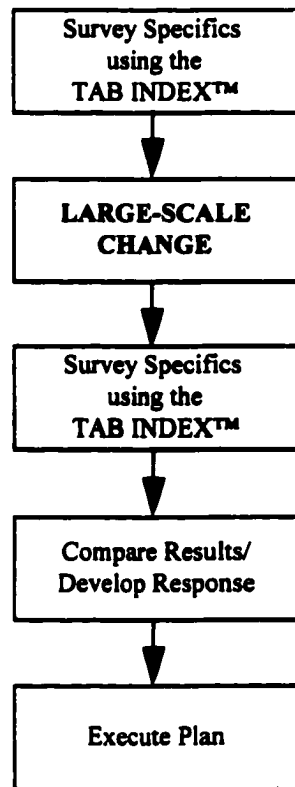 Survey Specifics
using the
TAB INDEX™
LARGE-SCALE
CHANGE
Survey Specifics
using the
TAB INDEX™
Compare Results/
Develop Response
Execute Plan